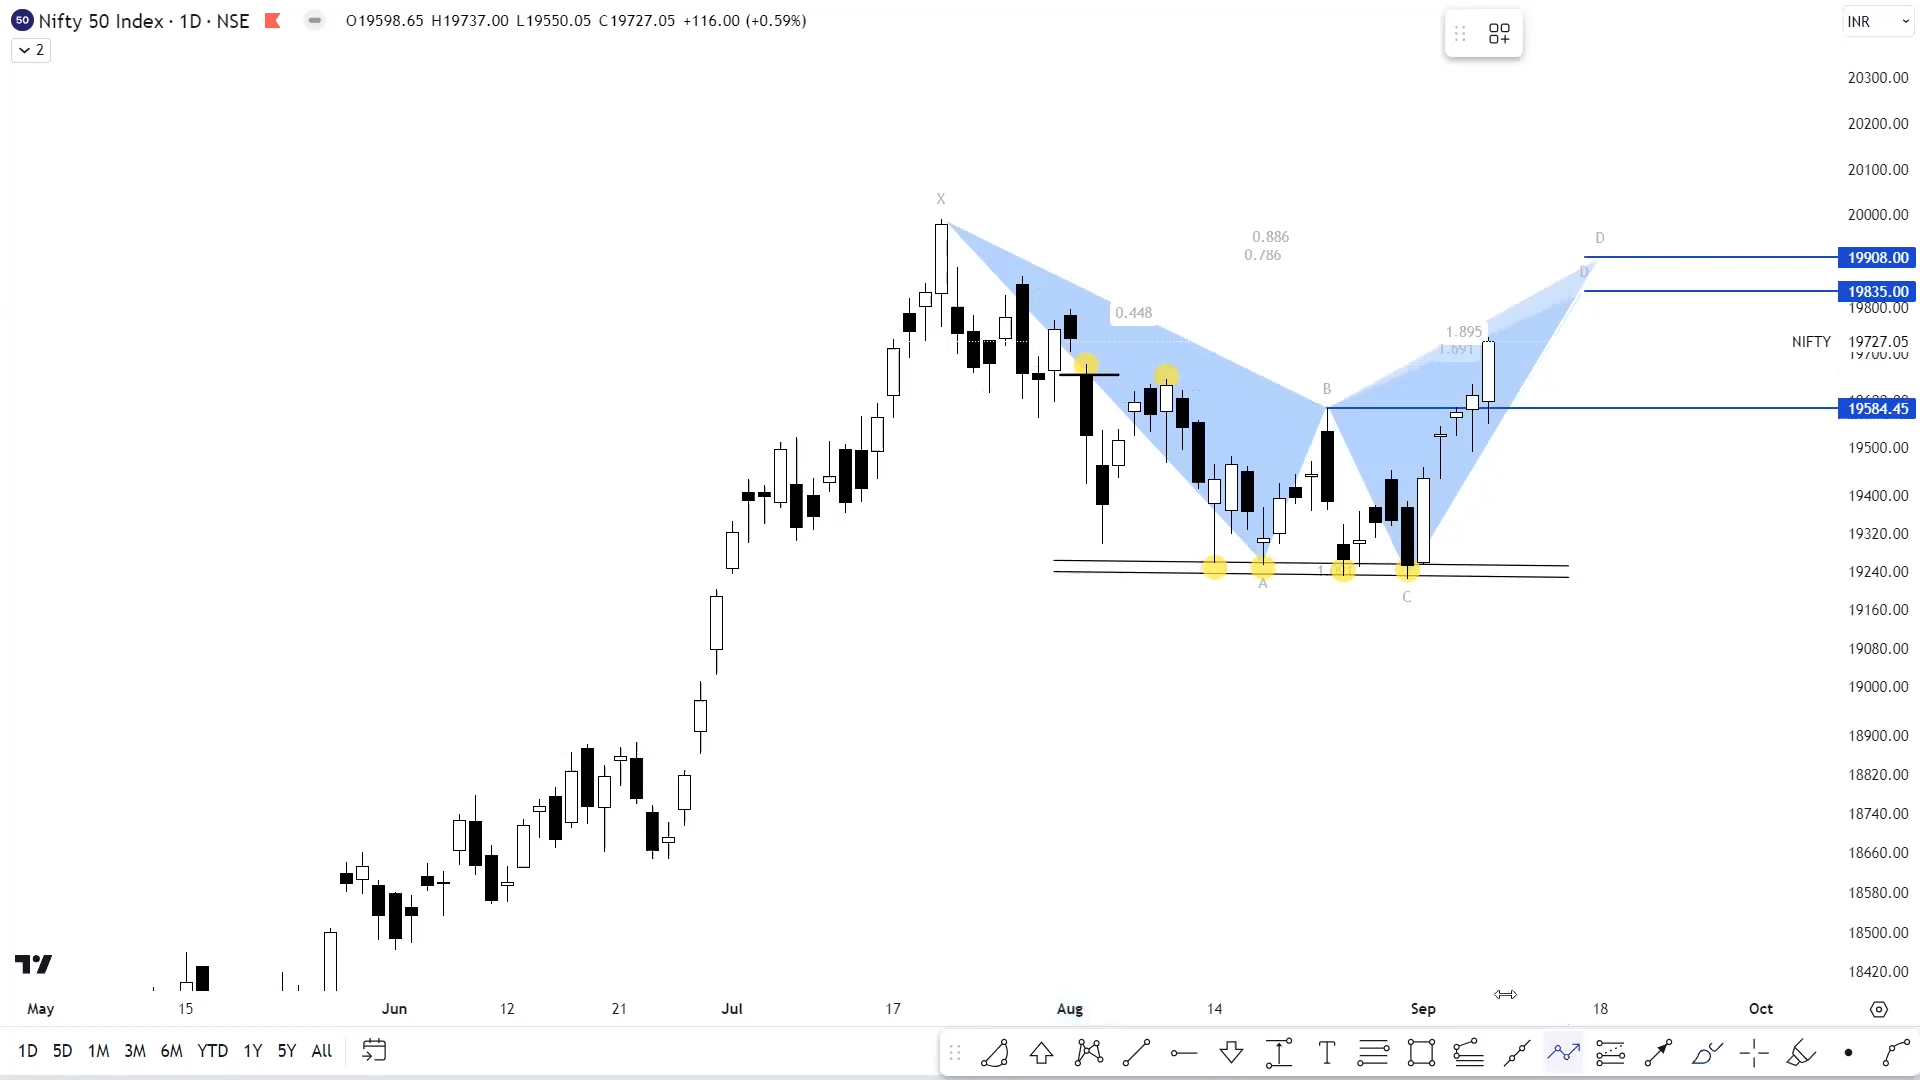 50 Nifty 50 Index · 1D · NSE O19598.65 H19737.00 L19550.05 C19727.05 +116.00 (+0.59%)
INR
2
20300.00
20200.00
20100.00
X
20000.00
0.886
0.786
D
19908.00
D
19835.00
19800.00
0.448
1.895
1.691
NIFTY 19727.05
19700.00
B
19584.45
19500.00
19400.00
19320.00
19240.00
A
C
19160.00
19080.00
19000.00
18900.00
18820.00
18740.00
18660.00
18580.00
18500.00
18420.00
May 15 Jun 12 21 Jul 17 Aug 14 Sep 18 Oct
1D 5D 1M 3M 6M YTD 1Y 5Y All
T